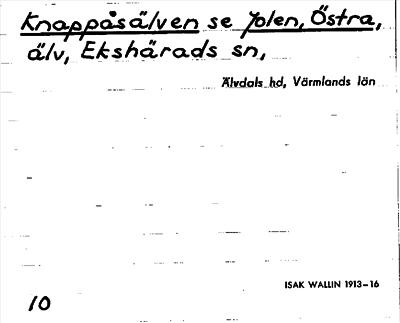 Knappåsälven se Jolen, Östra,
älv, Ekshärads sn,
Älvdals hd, Värmlands län
ISAK WALLIN 1913–16
10